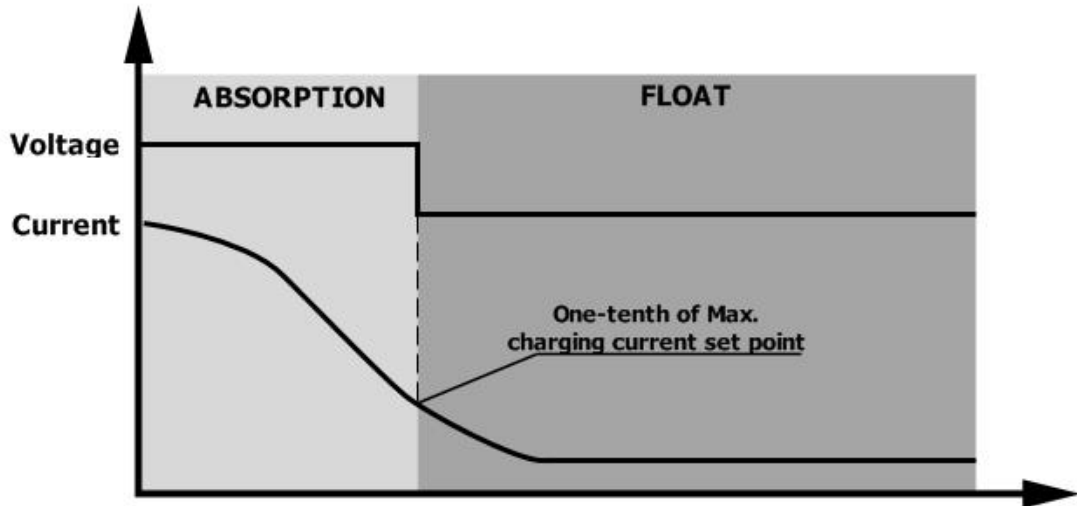 ABSORPTION
FLOAT
Voltage
Current
One-tenth of Max.
charging current set point